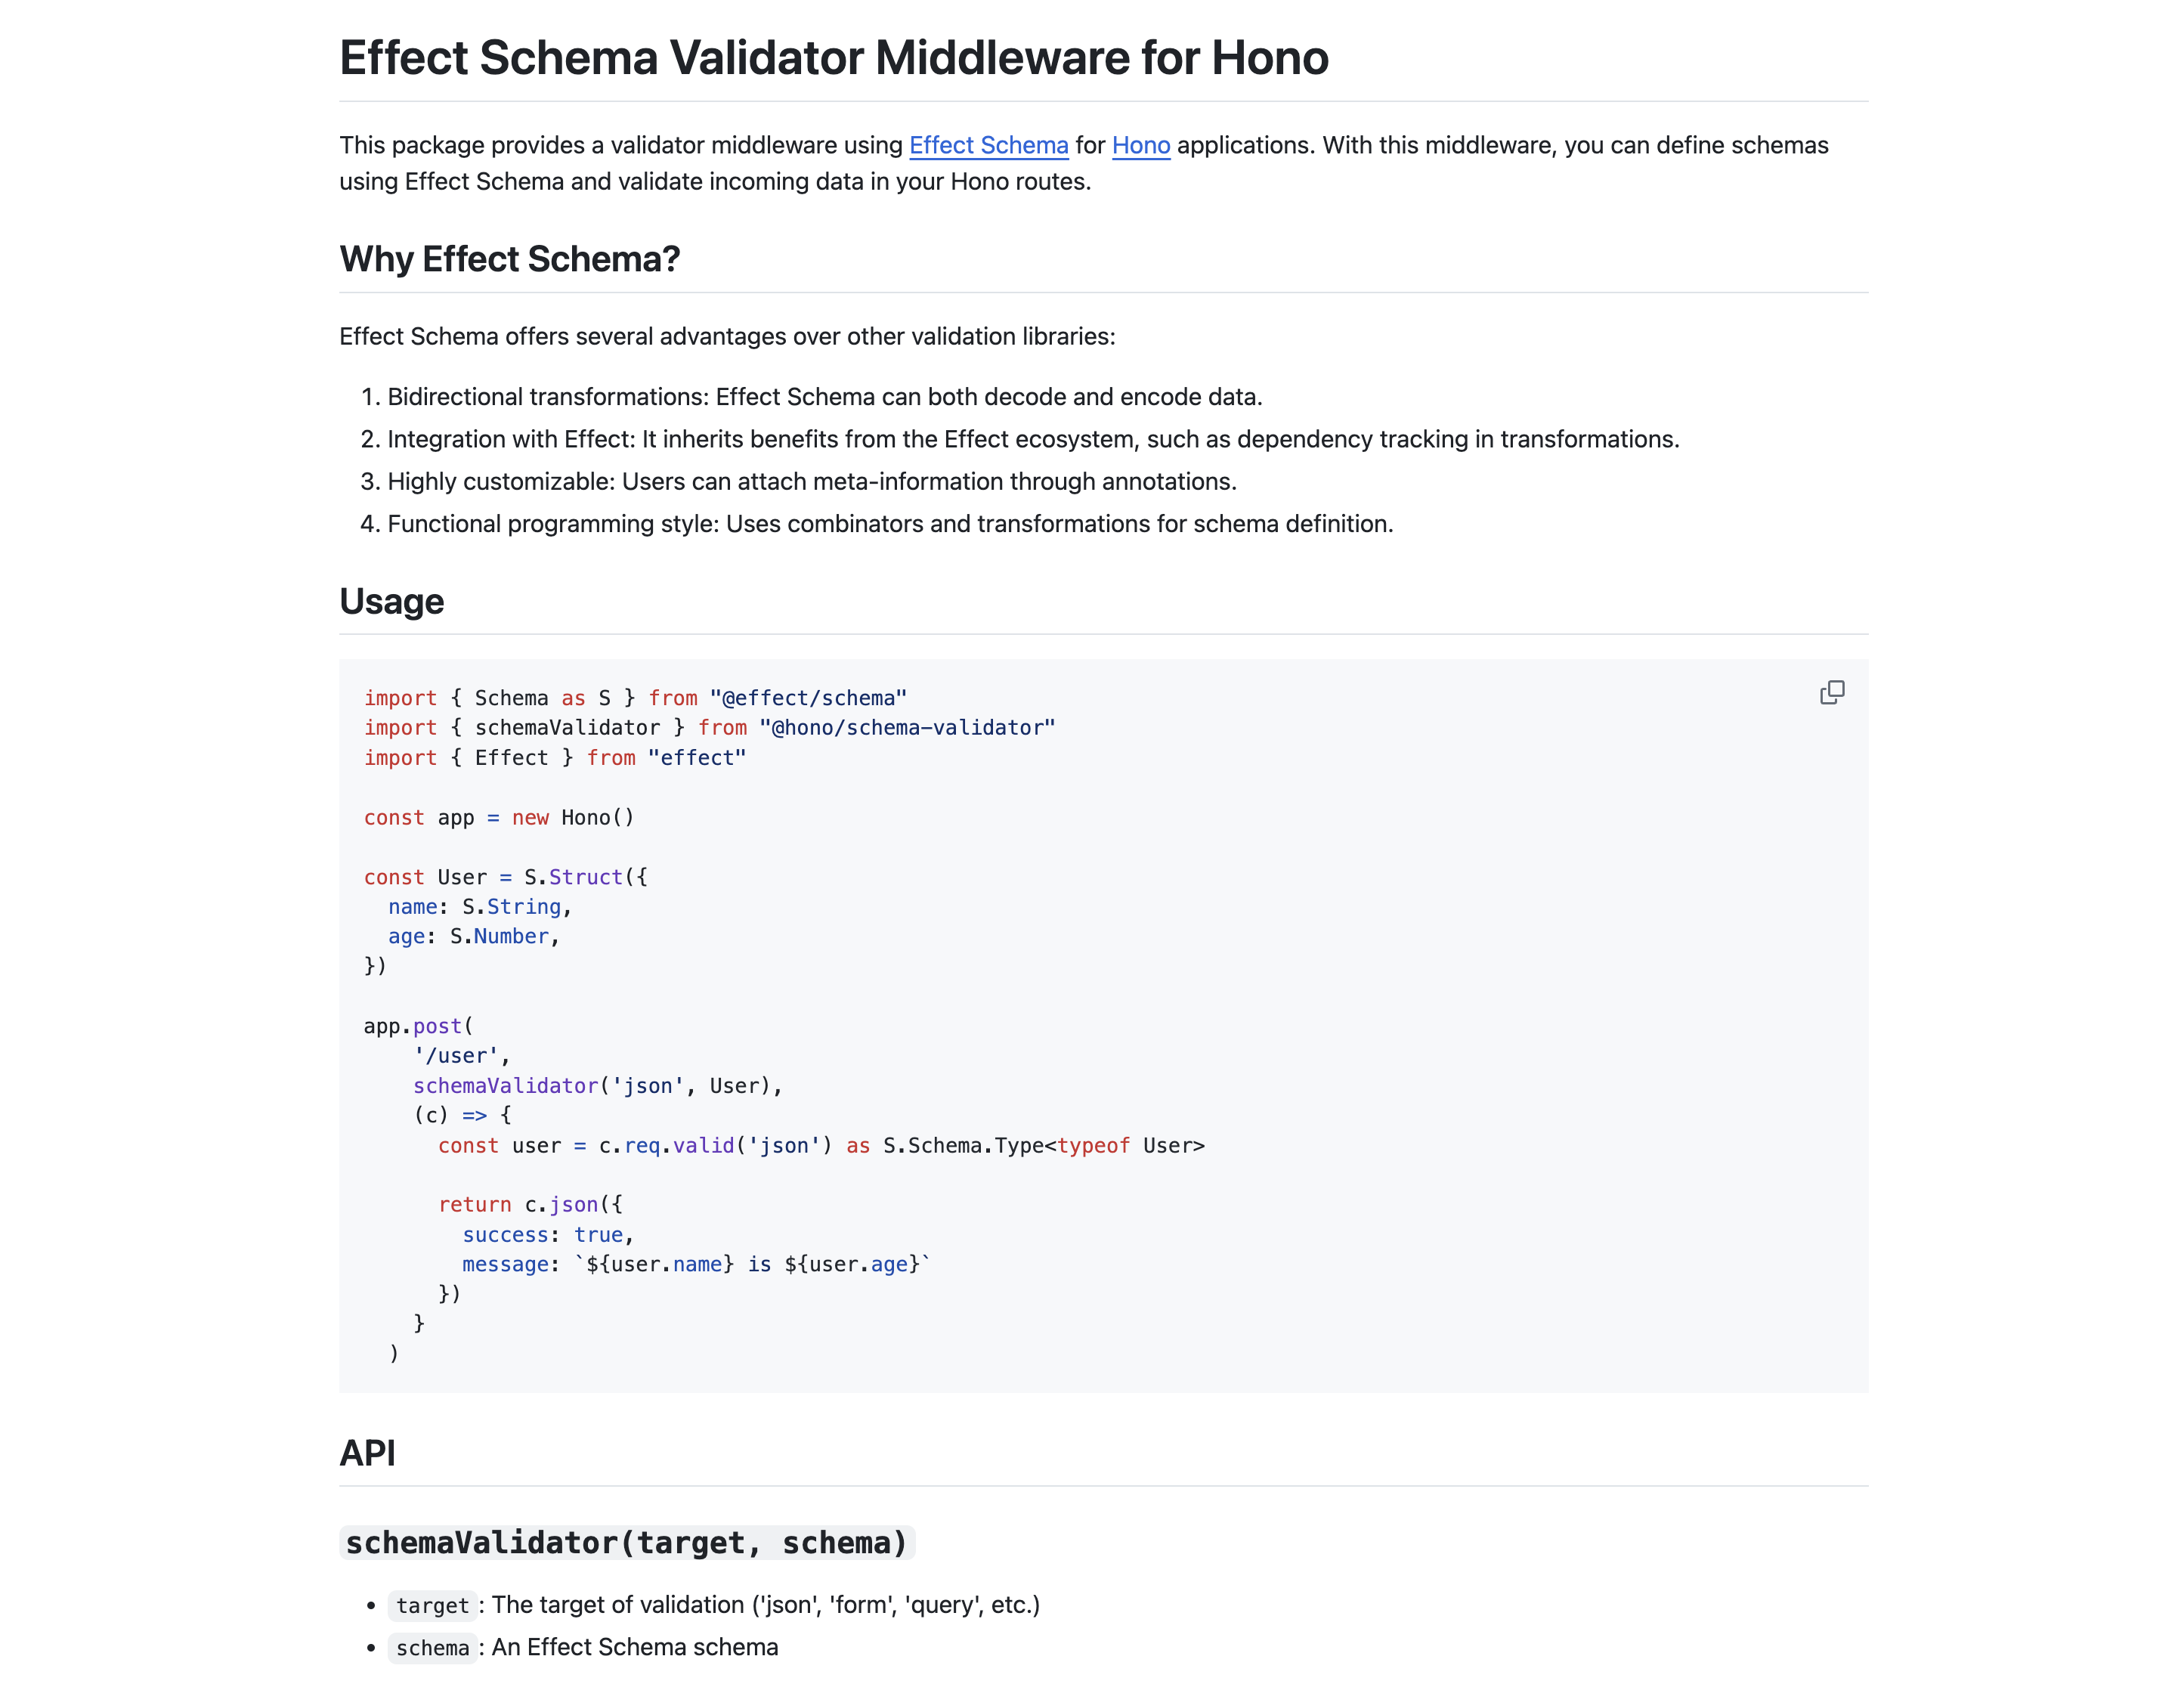 Effect Schema Validator Middleware for Hono
This package provides a validator middleware using Effect Schema for Hono applications. With this middleware, you can define schemas
using Effect Schema and validate incoming data in your Hono routes.
Why Effect Schema?
Effect Schema offers several advantages over other validation libraries:
1. Bidirectional transformations: Effect Schema can both decode and encode data.
2. Integration with Effect: It inherits benefits from the Effect ecosystem, such as dependency tracking in transformations.
3. Highly customizable: Users can attach meta-information through annotations.
4. Functional programming style: Uses combinators and transformations for schema definition.
Usage
import { Schema as S } from "@effect/schema"
import { schemaValidator } from "@hono/schema-validator"
import { Effect } from "effect"
const app = new Hono()
const User = S.Struct({
  name: S.String,
  age: S.Number,
})
app.post(
    '/user',
    schemaValidator('json', User),
    (c) => {
      const user = c.req.valid('json') as S.Schema.Type<typeof User>
      return c.json({
        success: true,
        message: `${user.name} is ${user.age}`
      })
    }
  )
API
schemaValidator(target, schema)
• target: The target of validation ('json', 'form', 'query', etc.)
• schema: An Effect Schema schema